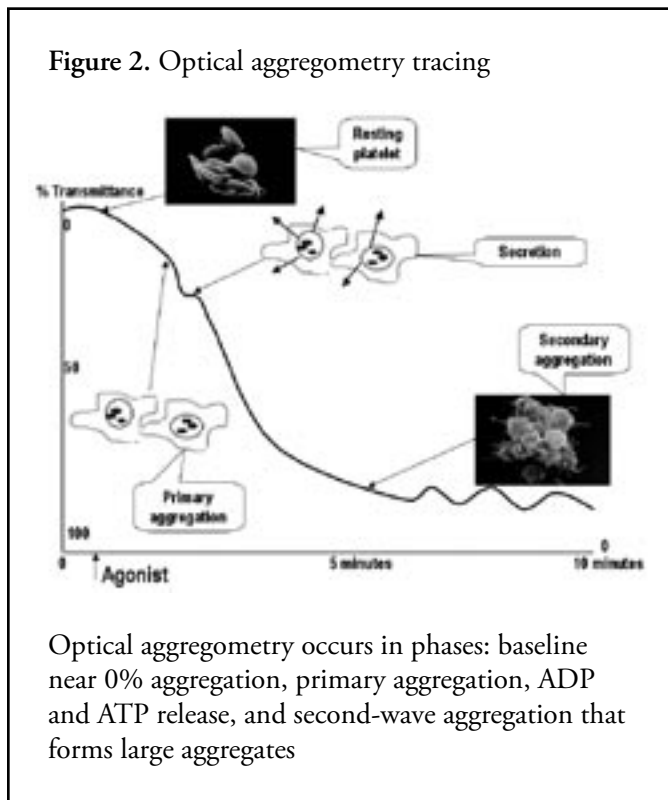 Figure 2. Optical aggregometry tracing
Resting
platelet
% Transmittance
0
Secretion
50
Secondary
aggregation
Primary
aggregation
100
0
0
5 minutes
10 minutes
Agonist
Optical aggregometry occurs in phases: baseline
near 0% aggregation, primary aggregation, ADP
and ATP release, and second-wave aggregation that
forms large aggregates